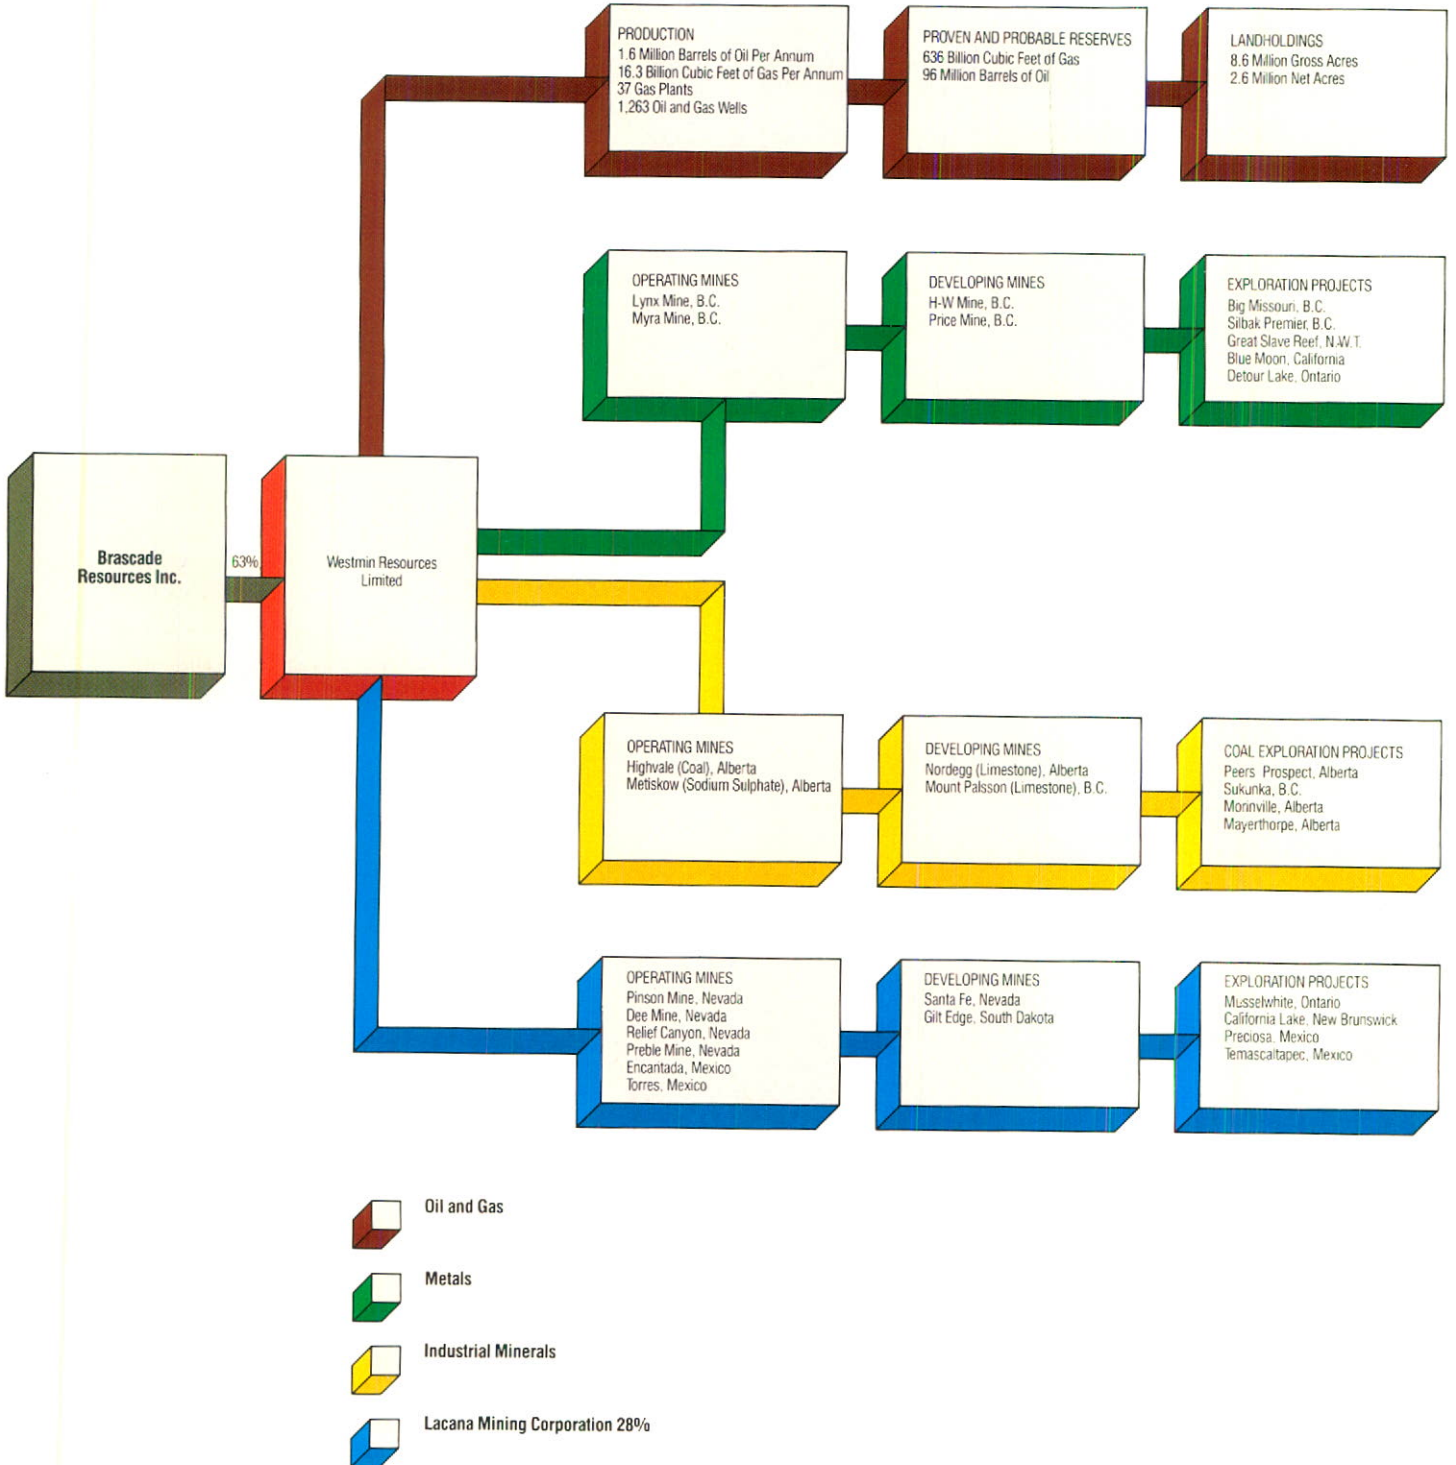 PRODUCTION
1.6 Million Barrels of Oil Per Annum
16.3 Billion Cubic Feet of Gas Per Annum
37 Gas Plants
1,263 Oil and Gas Wells
PROVEN AND PROBABLE RESERVES
636 Billion Cubic Feet of Gas
96 Million Barrels of Oil
LANDHOLDINGS
8.6 Million Gross Acres
2.6 Million Net Acres
OPERATING MINES
Lynx Mine, B.C.
Myra Mine, B.C.
DEVELOPING MINES
H-W Mine, B.C.
Price Mine, B.C.
EXPLORATION PROJECTS
Big Missouri, B.C.
Silbak Premier, B.C.
Great Slave Reef, N.W.T.
Blue Moon, California
Detour Lake, Ontario
Brascade
Resources Inc.
63%
Westmin Resources
Limited
OPERATING MINES
Highvale (Coal), Alberta
Metiskow (Sodium Sulphate), Alberta
DEVELOPING MINES
Nordegg (Limestone), Alberta
Mount Palsson (Limestone), B.C.
COAL EXPLORATION PROJECTS
Peers Prospect, Alberta
Sukunka, B.C.
Morinville, Alberta
Mayerthorpe, Alberta
OPERATING MINES
Pinson Mine, Nevada
Dee Mine, Nevada
Relief Canyon, Nevada
Preble Mine, Nevada
Encantada, Mexico
Torres, Mexico
DEVELOPING MINES
Santa Fe, Nevada
Gilt Edge, South Dakota
EXPLORATION PROJECTS
Musselwhite, Ontario
California Lake, New Brunswick
Preciosa, Mexico
Temascaltapec, Mexico
Oil and Gas
Metals
Industrial Minerals
Lacana Mining Corporation 28%